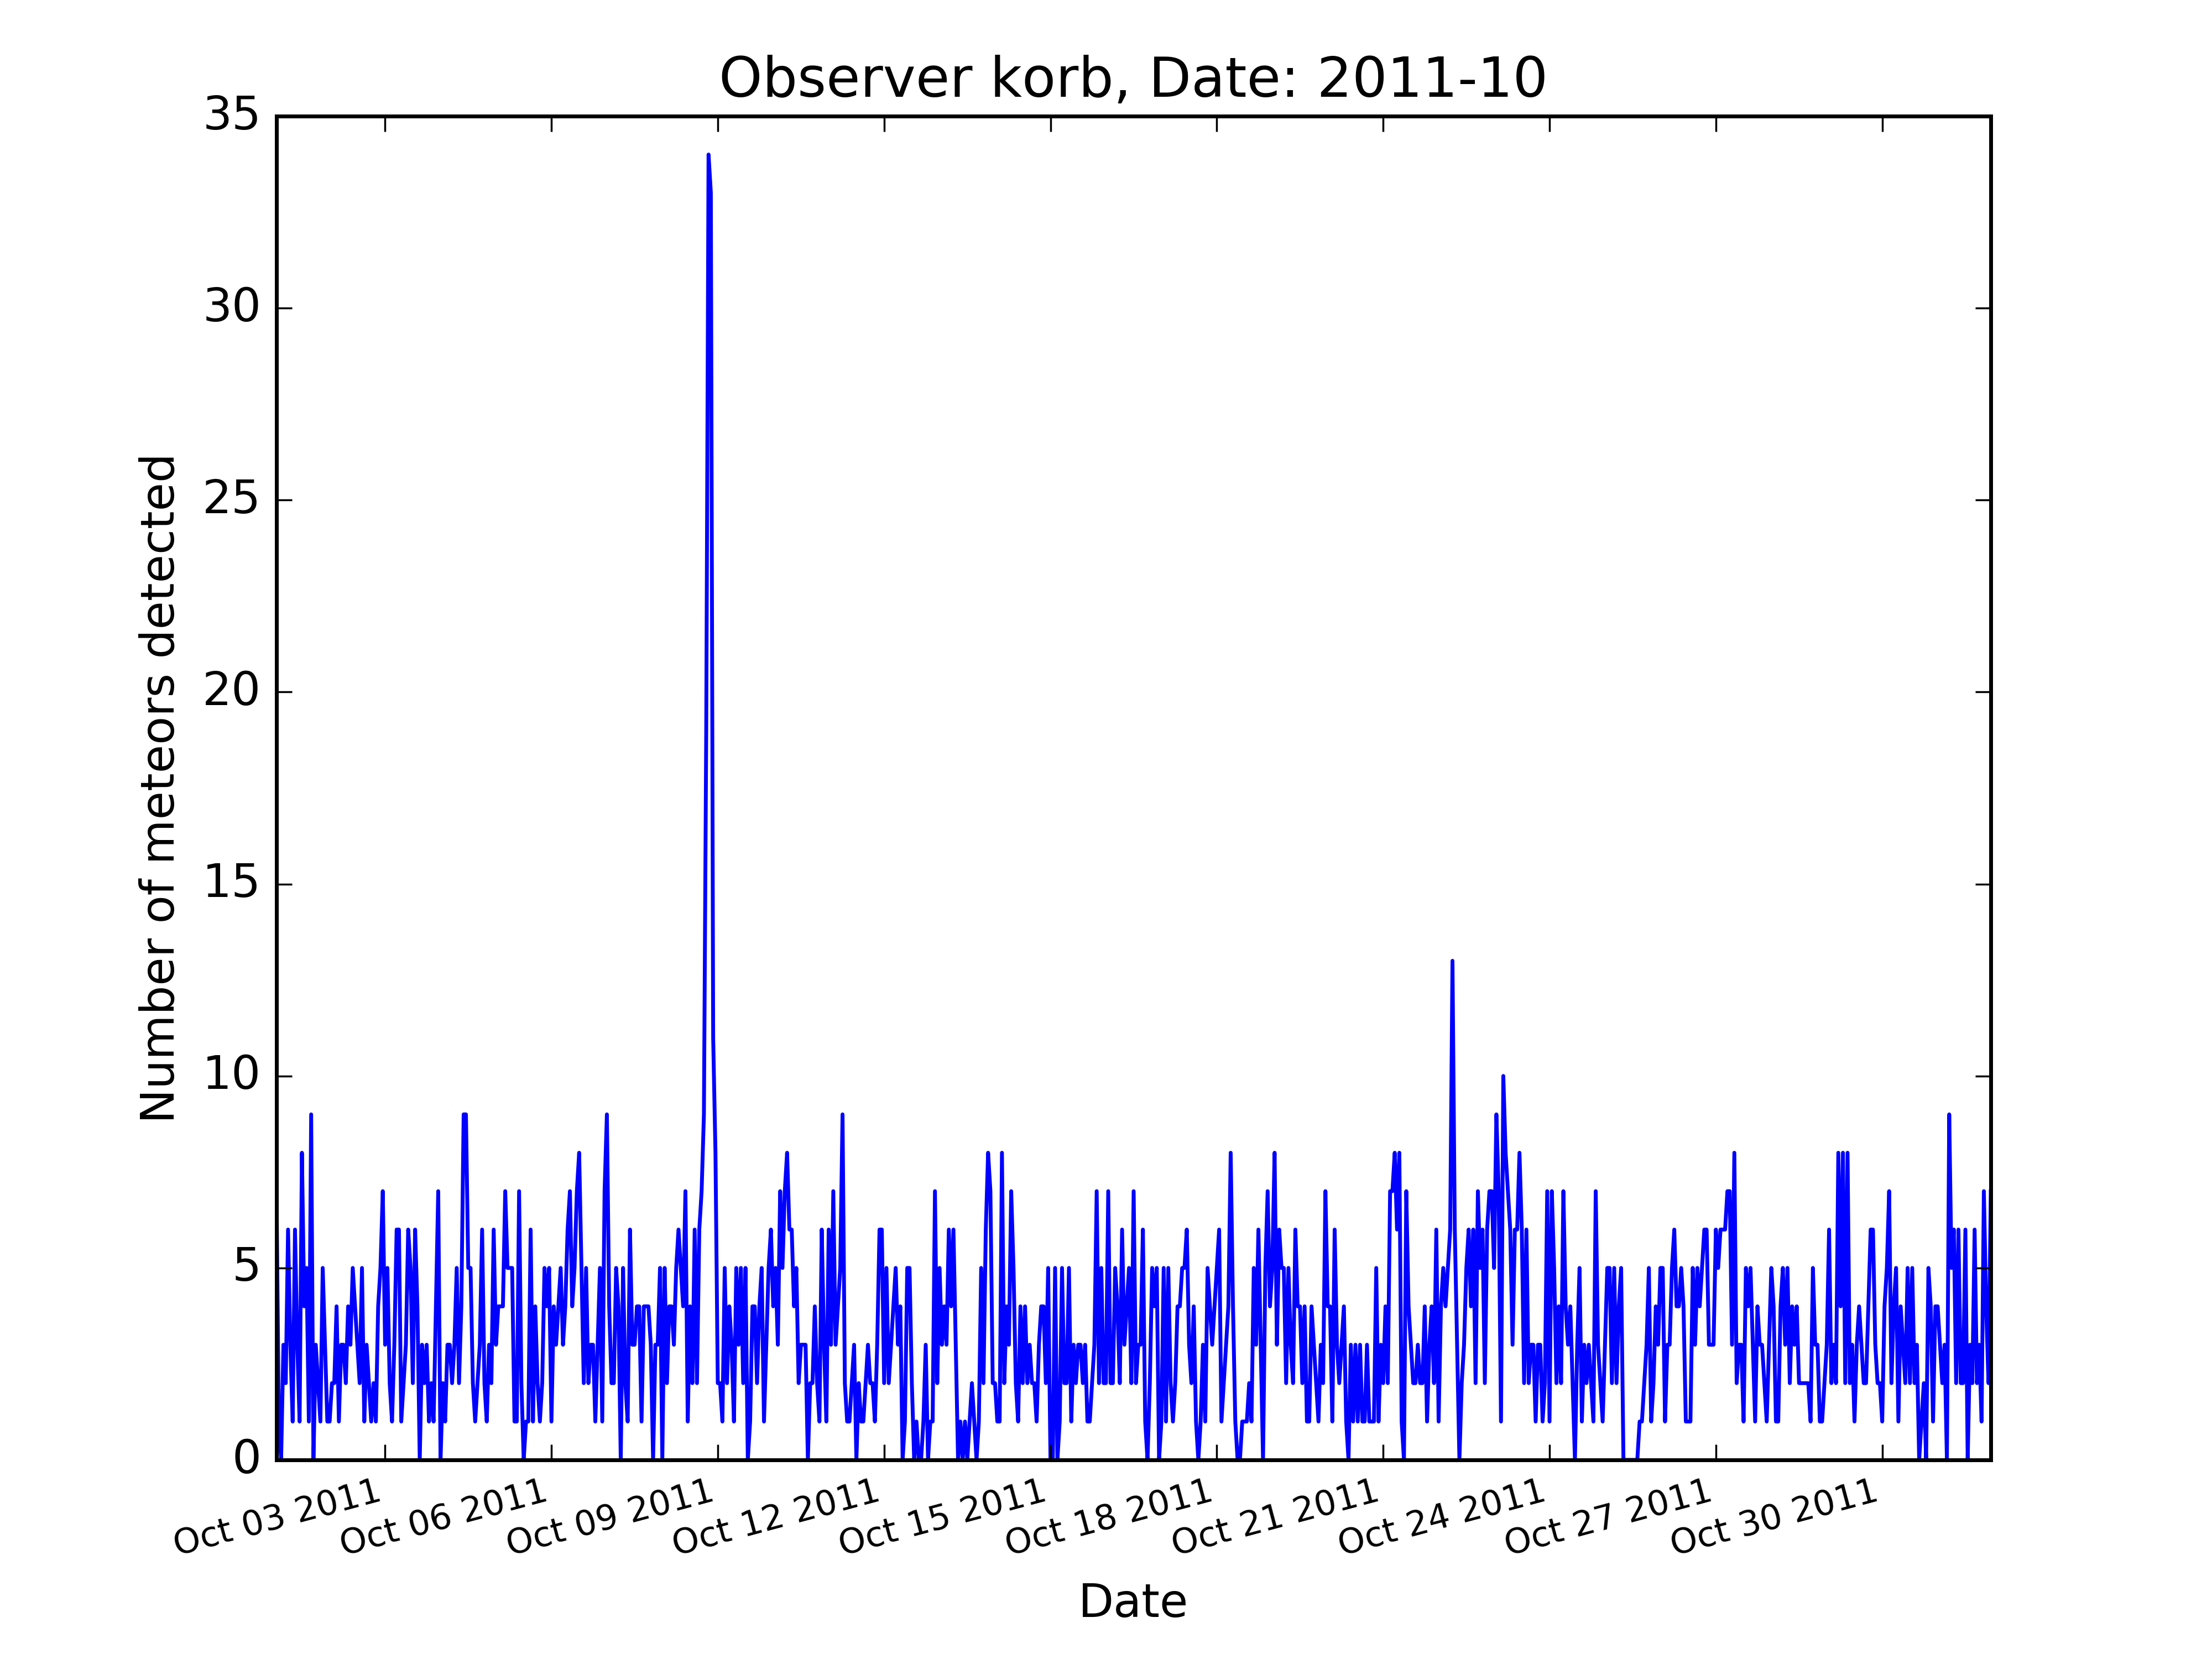 Observer korb, Date: 2011-10
35
30
25
20
15
10
5
0
Number of meteors detected
Oct 03 2011
Oct 06 2011
Oct 09 2011
Oct 12 2011
Oct 15 2011
Oct 18 2011
Oct 21 2011
Oct 24 2011
Oct 27 2011
Oct 30 2011
Date